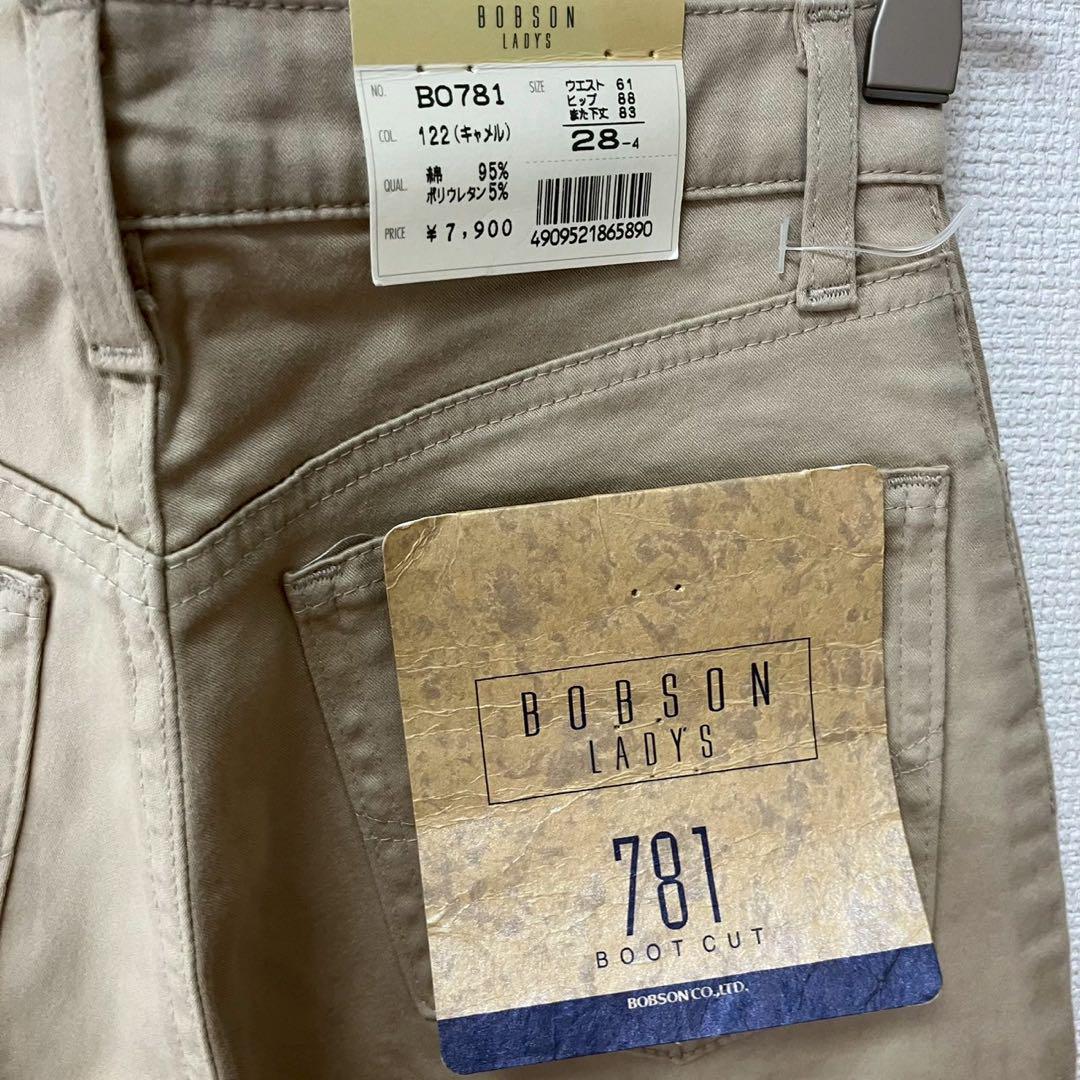 BOBSON
LADYS
NO. BO781
COL. 122(キャメル)
QUAL. 綿 95%
ポリウレタン5%
PRICE ¥7,900
SIZE ウエスト 61
ヒップ 88
また下丈 83
28-4
4909521865890
BOBSON
LADY'S
781
BOOT CUT
BOBSON CO.,LTD.